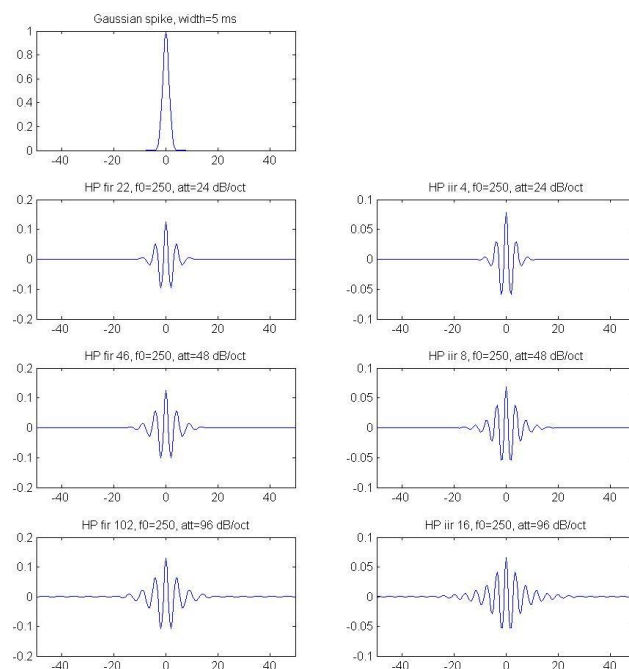 Gaussian spike, width=5 ms
1
0.8
0.6
0.4
0.2
0
-40 -20 0 20 40
HP fir 22, f0=250, att=24 dB/oct
0.2
0.1
0
-0.1
-0.2
-40 -20 0 20 40
HP iir 4, f0=250, att=24 dB/oct
0.1
0.05
0
-0.05
-0.1
-40 -20 0 20 40
HP fir 46, f0=250, att=48 dB/oct
0.2
0.1
0
-0.1
-0.2
-40 -20 0 20 40
HP iir 8, f0=250, att=48 dB/oct
0.1
0.05
0
-0.05
-0.1
-40 -20 0 20 40
HP fir 102, f0=250, att=96 dB/oct
0.2
0.1
0
-0.1
-0.2
-40 -20 0 20 40
HP iir 16, f0=250, att=96 dB/oct
0.1
0.05
0
-0.05
-0.1
-40 -20 0 20 40